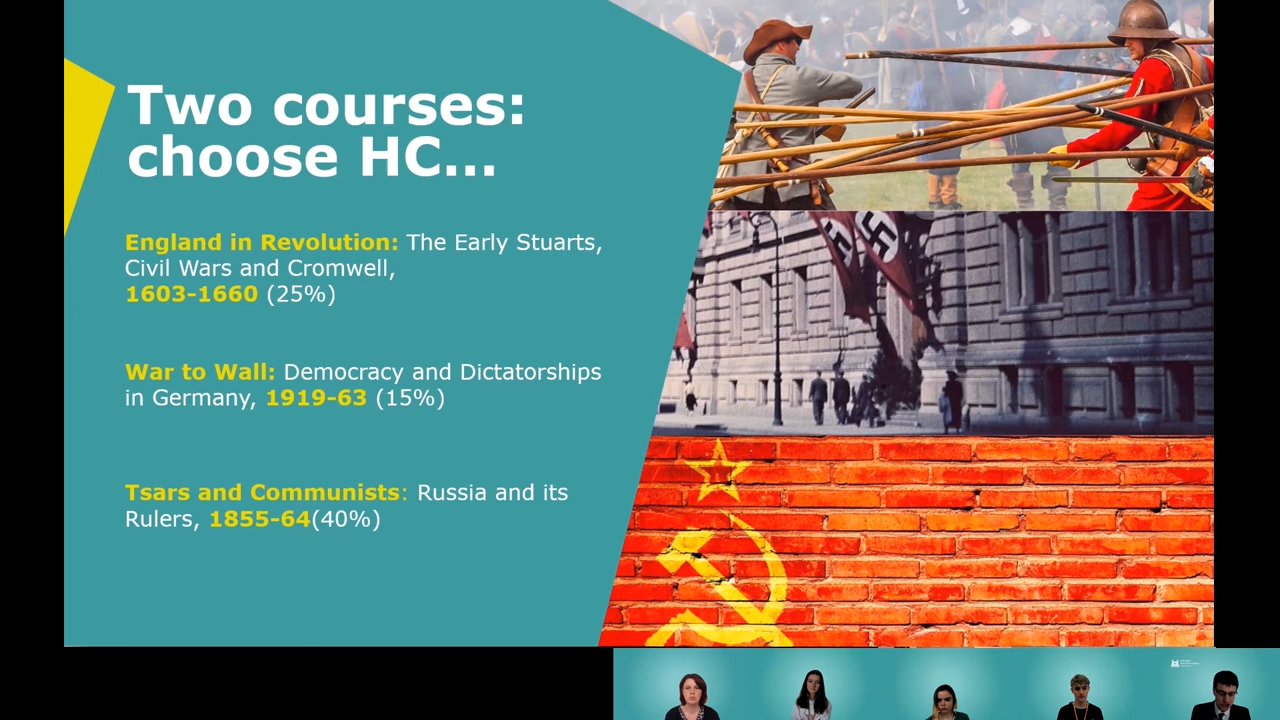 Two courses:
choose HC...
England in Revolution: The Early Stuarts,
Civil Wars and Cromwell,
1603-1660 (25%)
War to Wall: Democracy and Dictatorships
in Germany, 1919-63 (15%)
Tsars and Communists: Russia and its
Rulers, 1855-64(40%)